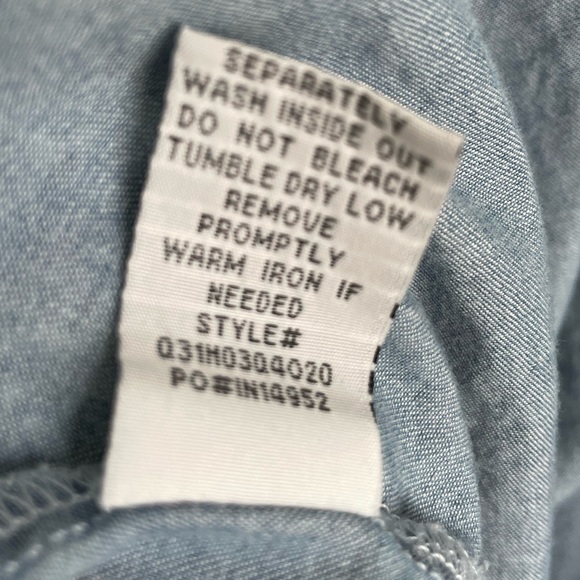 SEPARATELY
WASH INSIDE OUT
DO NOT BLEACH
TUMBLE DRY LOW
REMOVE
PROMPTLY
WARM IRON IF
NEEDED
STYLE#
Q31M03Q4020
PO#IN14952